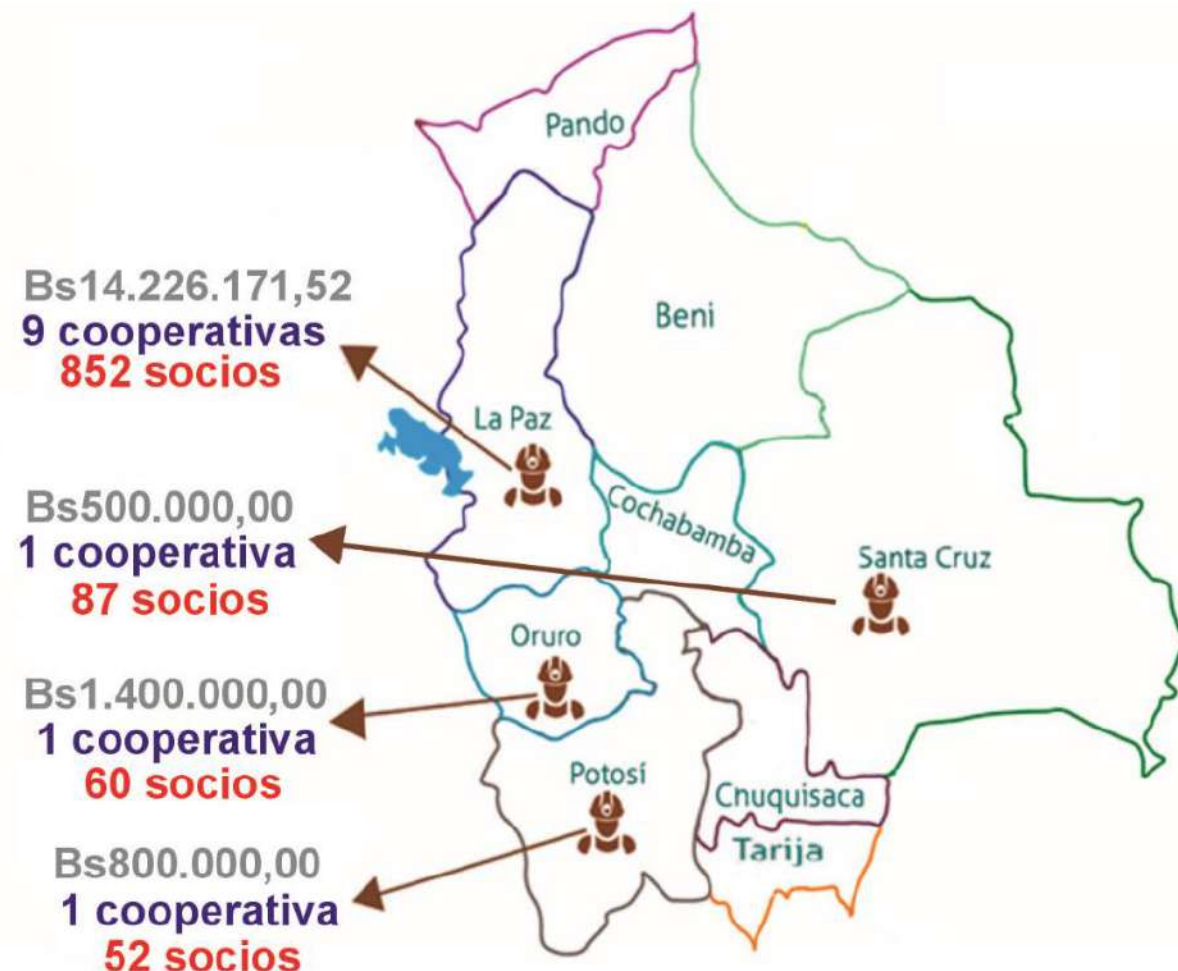 Pando
Bs14.226.171,52
9 cooperativas
852 socios
Beni
La Paz
Bs500.000,00
1 cooperativa
87 socios
Cochabamba
Santa Cruz
Oruro
Bs1.400.000,00
1 cooperativa
60 socios
Potosí
Cnuquisaca
Tarija
Bs800.000,00
1 cooperativa
52 socios